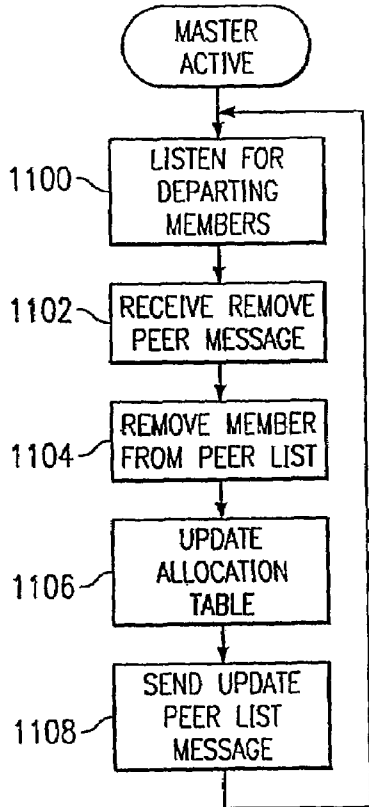 MASTER
ACTIVE
1100
LISTEN FOR
DEPARTING
MEMBERS
1102
RECEIVE REMOVE
PEER MESSAGE
1104
REMOVE MEMBER
FROM PEER LIST
1106
UPDATE
ALLOCATION
TABLE
1108
SEND UPDATE
PEER LIST
MESSAGE